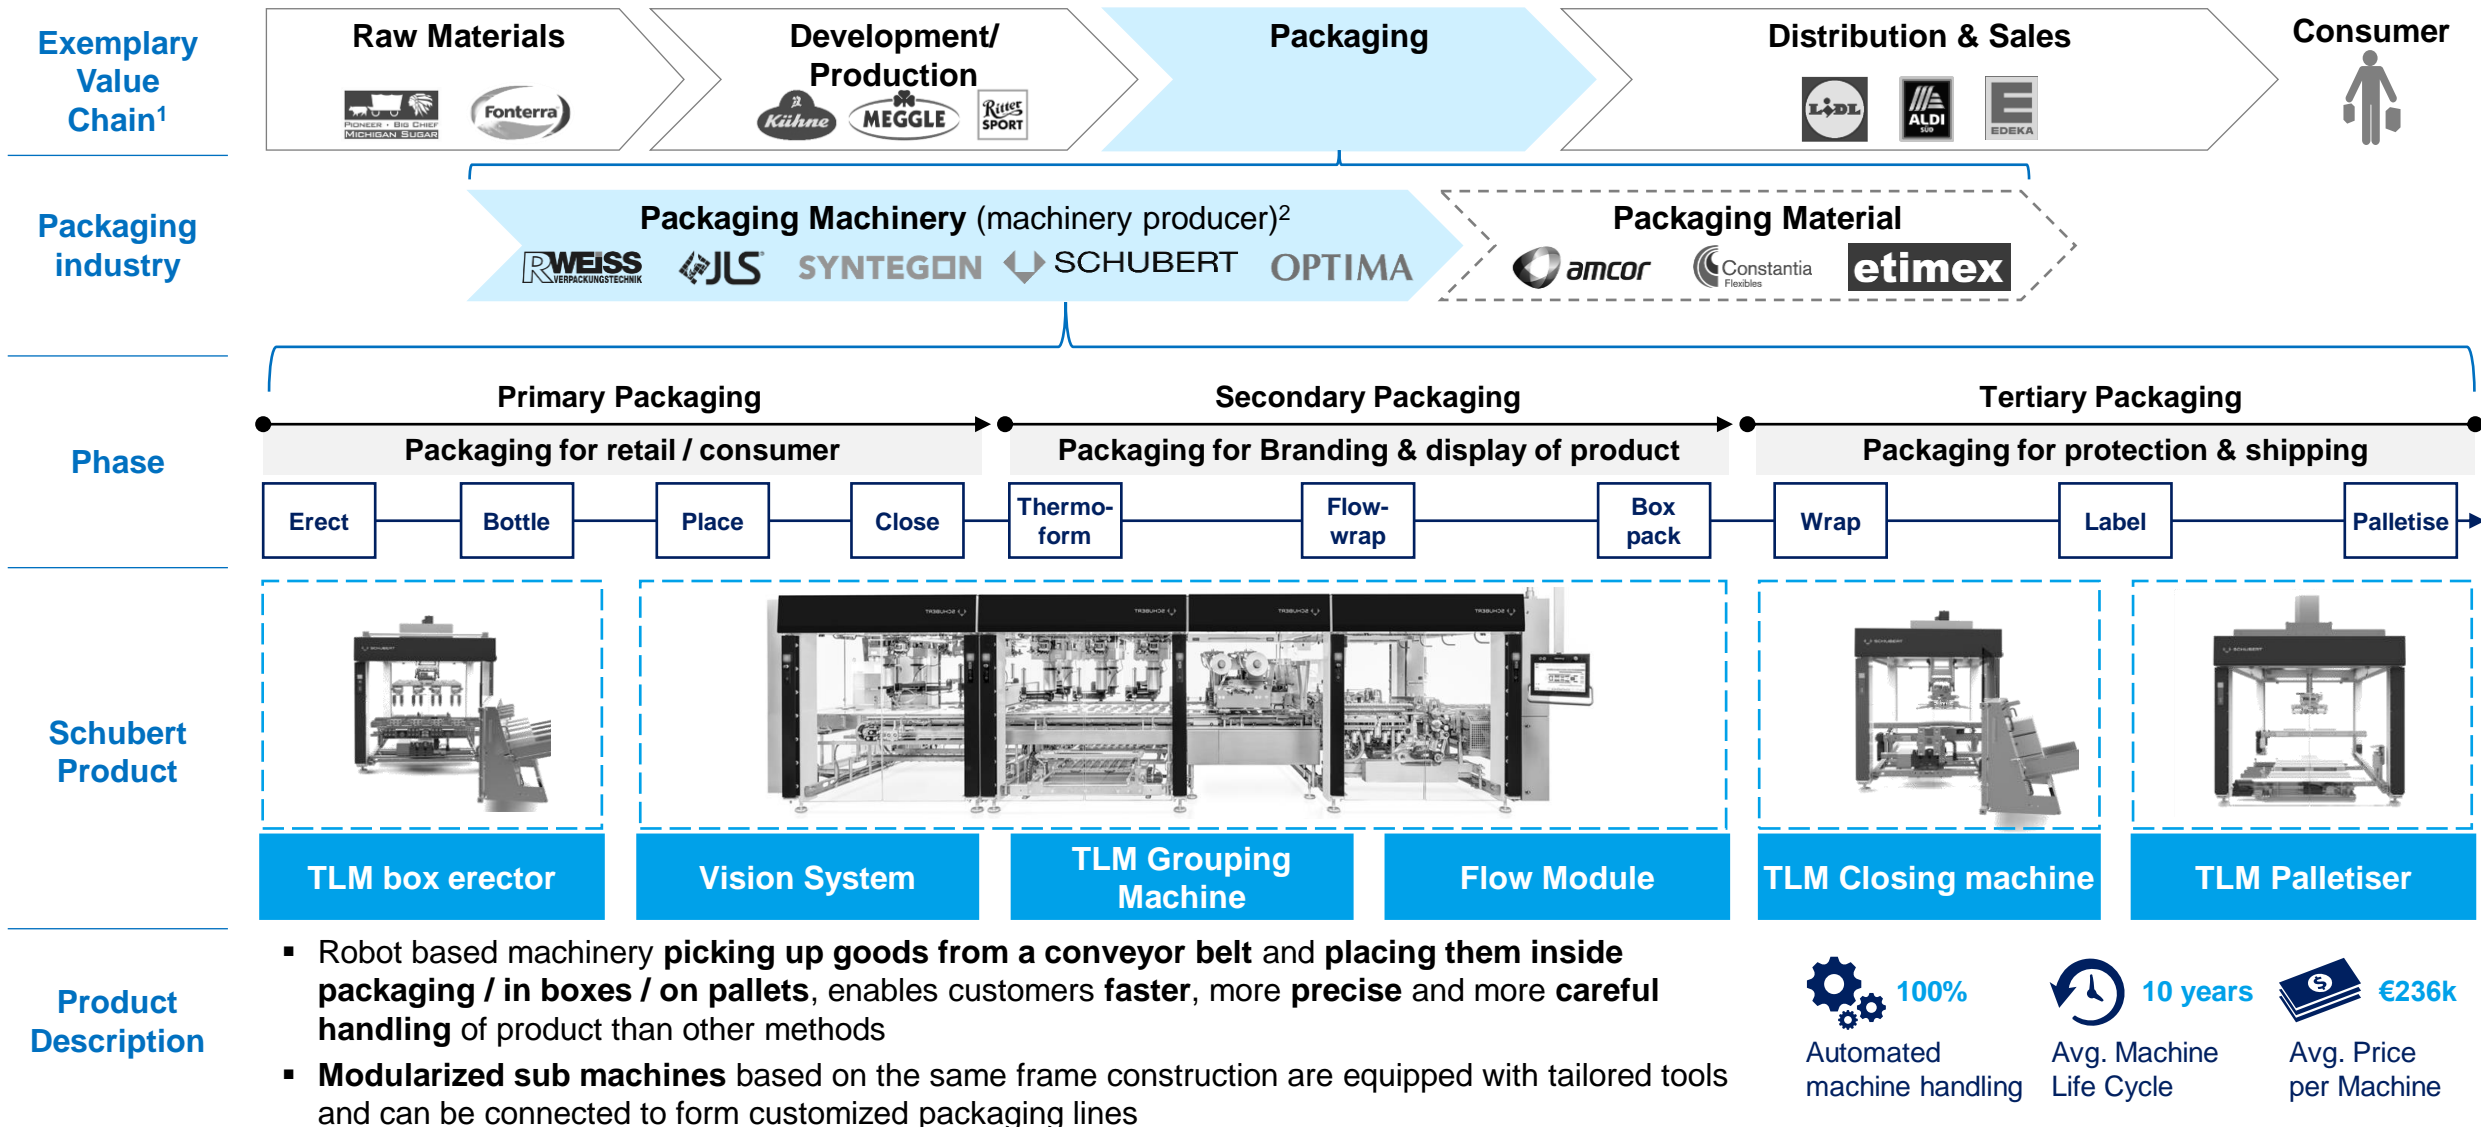 Exemplary
Value
Chain1
Raw Materials
Development/
Production
Packaging
Distribution & Sales
Consumer
PIONEER · BIG CHIEF
MICHIGAN SUGAR
Fonterra
Kühne
MEGGLE
Ritter
SPORT
LIDL
ALDI
SÜD
EDEKA
Packaging
industry
Packaging Machinery (machinery producer)2
Packaging Material
RWEISS
VERPACKUNGSTECHNIK
JLS
SYNTEGON
SCHUBERT
OPTIMA
amcor
Constantia
Flexibles
etimex
Phase
Primary Packaging
Secondary Packaging
Tertiary Packaging
Packaging for retail / consumer
Packaging for Branding & display of product
Packaging for protection & shipping
Erect
Bottle
Place
Close
Thermo-
form
Flow-
wrap
Box
pack
Wrap
Label
Palletise
Schubert
Product
SCHUBERT
SCHUBERT
SCHUBERT
SCHUBERT
SCHUBERT
SCHUBERT
SCHUBERT
TLM box erector
Vision System
TLM Grouping
Machine
Flow Module
TLM Closing machine
TLM Palletiser
Product
Description
▪ Robot based machinery picking up goods from a conveyor belt and placing them inside
packaging / in boxes / on pallets, enables customers faster, more precise and more careful
handling of product than other methods
▪ Modularized sub machines based on the same frame construction are equipped with tailored tools
and can be connected to form customized packaging lines
100%
Automated
machine handling
10 years
Avg. Machine
Life Cycle
$
€236k
Avg. Price
per Machine